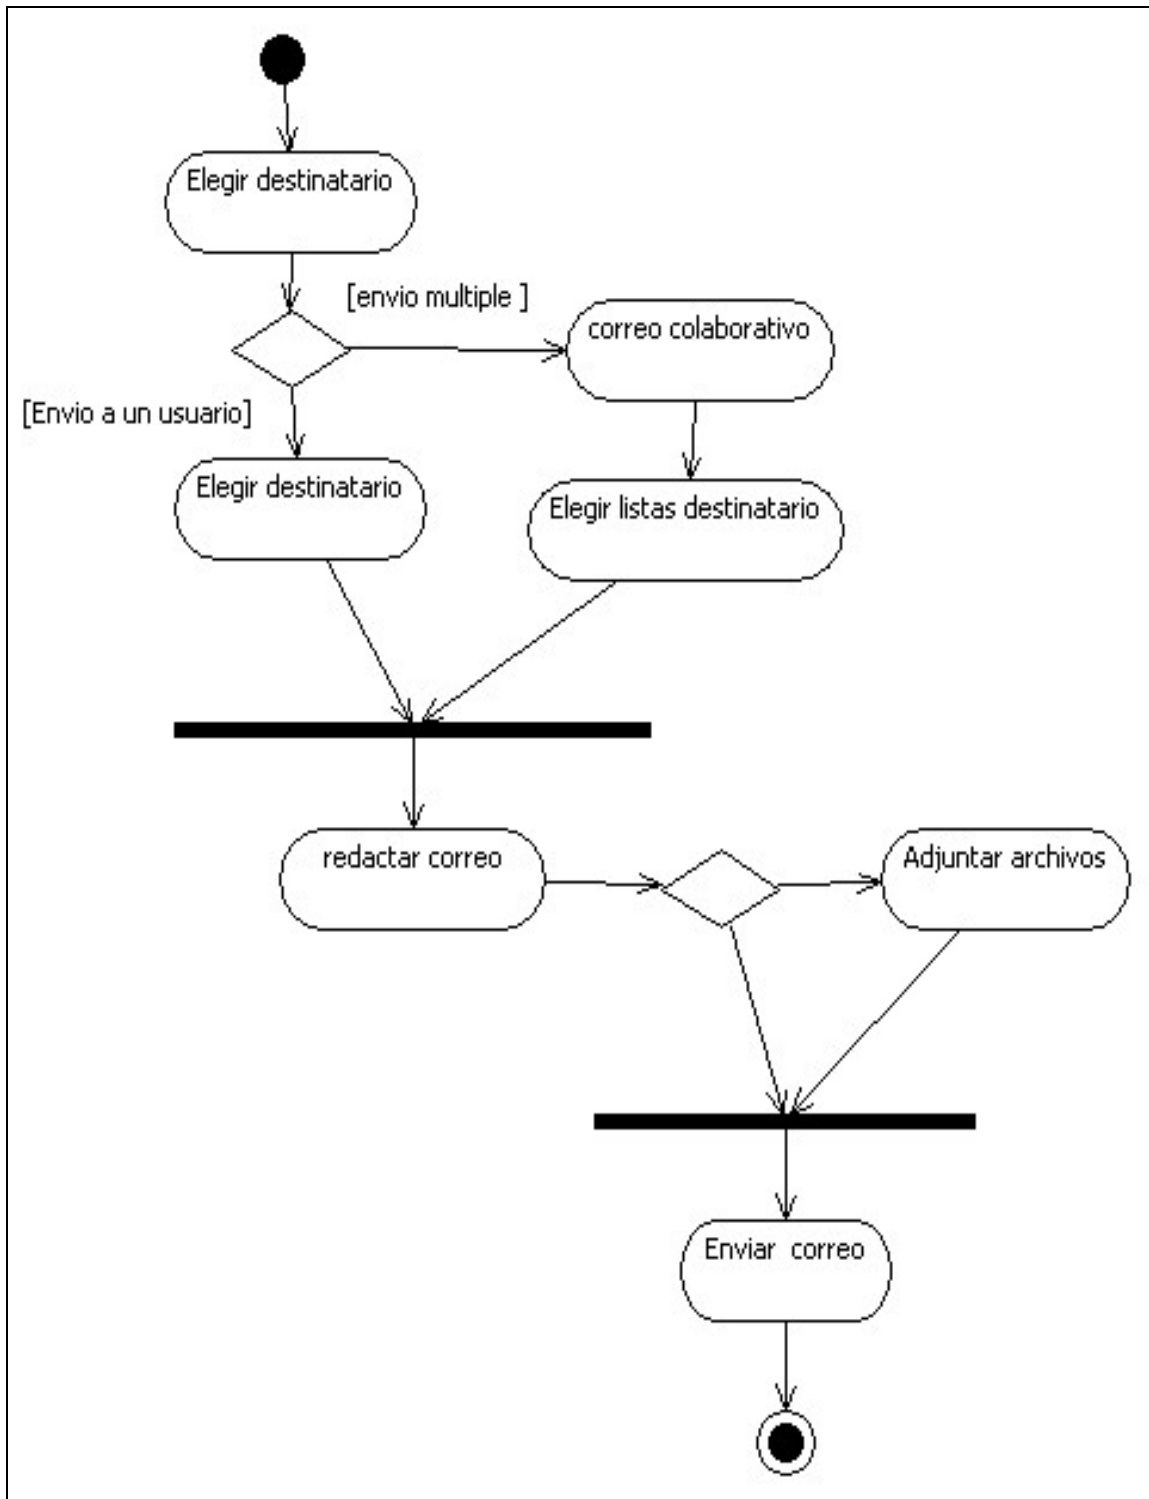 Elegir destinatario
[envio multiple ]
correo colaborativo
[Envio a un usuario]
Elegir destinatario
Elegir listas destinatario
redactar correo
Adjuntar archivos
Enviar  correo